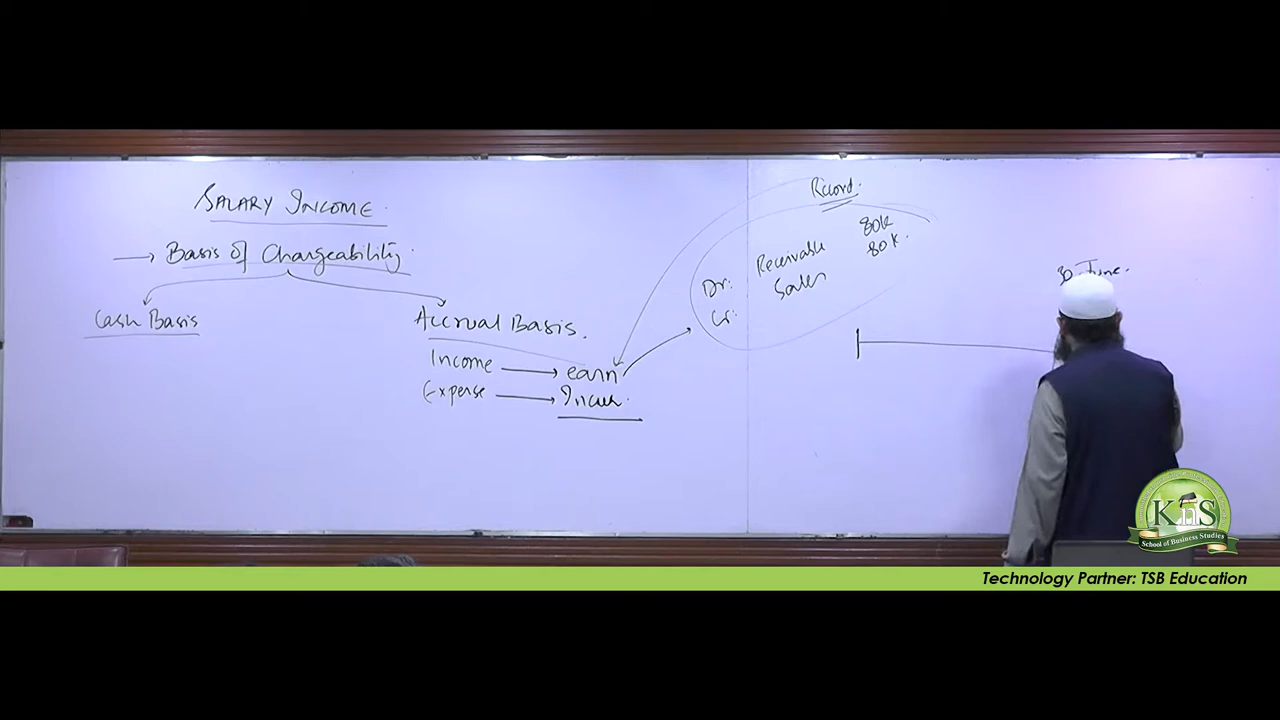 SALARY INCOME
→ Basis of Chargeability
Cash Basis
Accrual Basis.
Income → earn
Expense → Incur.
Record.
Dr: Receivable 80k
Cr: Sales 80k.
30 June.
KnS
School of Business Studies
Technology Partner: TSB Education